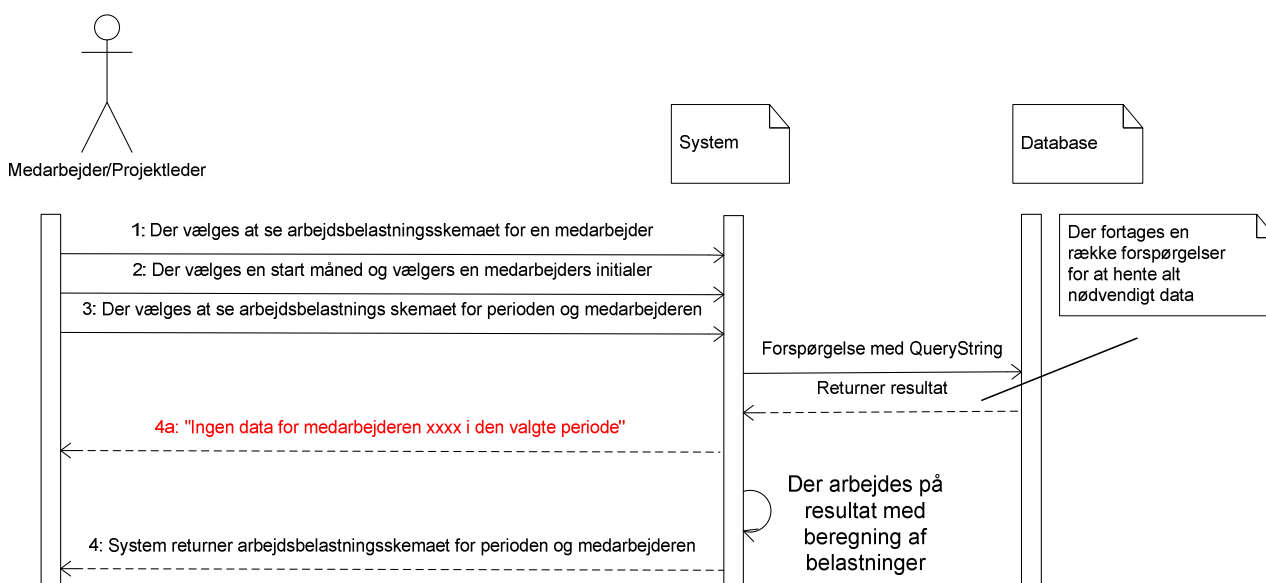 Medarbejder/Projektleder
System
Database
1: Der vælges at se arbejdsbelastningsskemaet for en medarbejder
2: Der vælges en start måned og vælgers en medarbejders initialer
3: Der vælges at se arbejdsbelastnings skemaet for perioden og medarbejderen
Der fortages en
række forspørgelser
for at hente alt
nødvendigt data
Forspørgelse med QueryString
Returner resultat
4a: "Ingen data for medarbejderen xxxx i den valgte periode"
Der arbejdes på
resultat med
beregning af
belastninger
4: System returner arbejdsbelastningsskemaet for perioden og medarbejderen